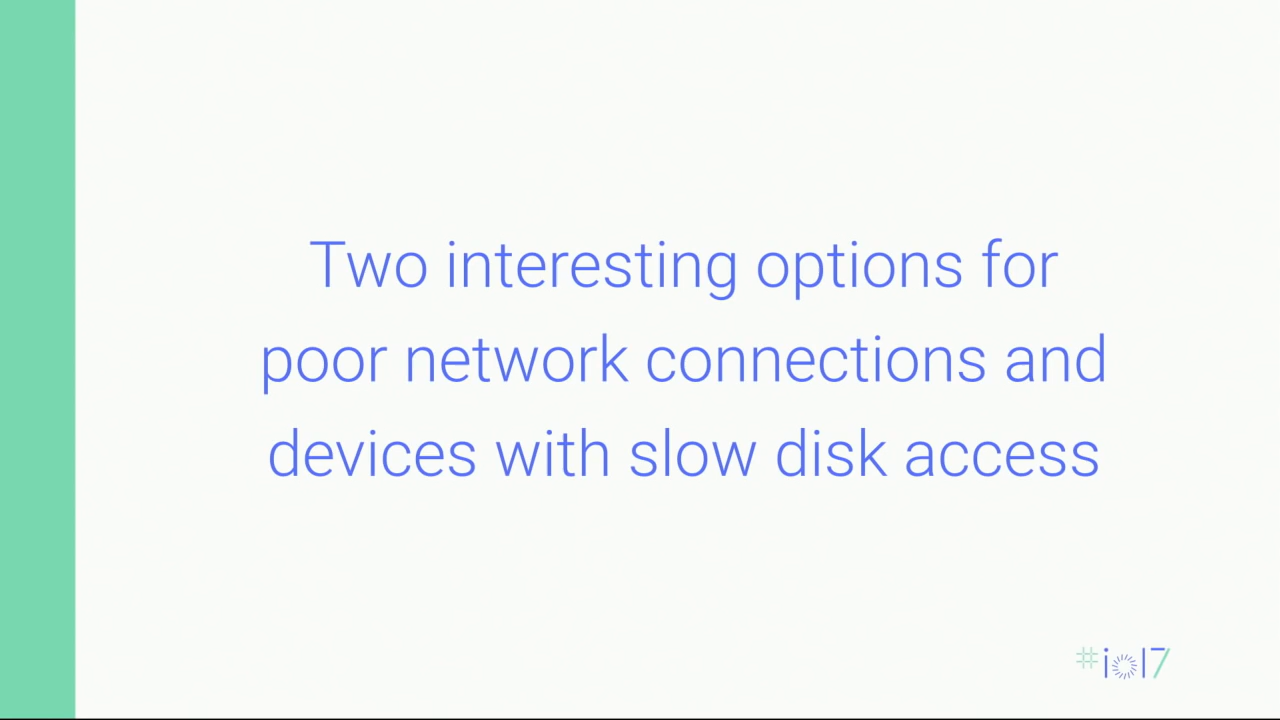 Two interesting options for
poor network connections and
devices with slow disk access
#io17